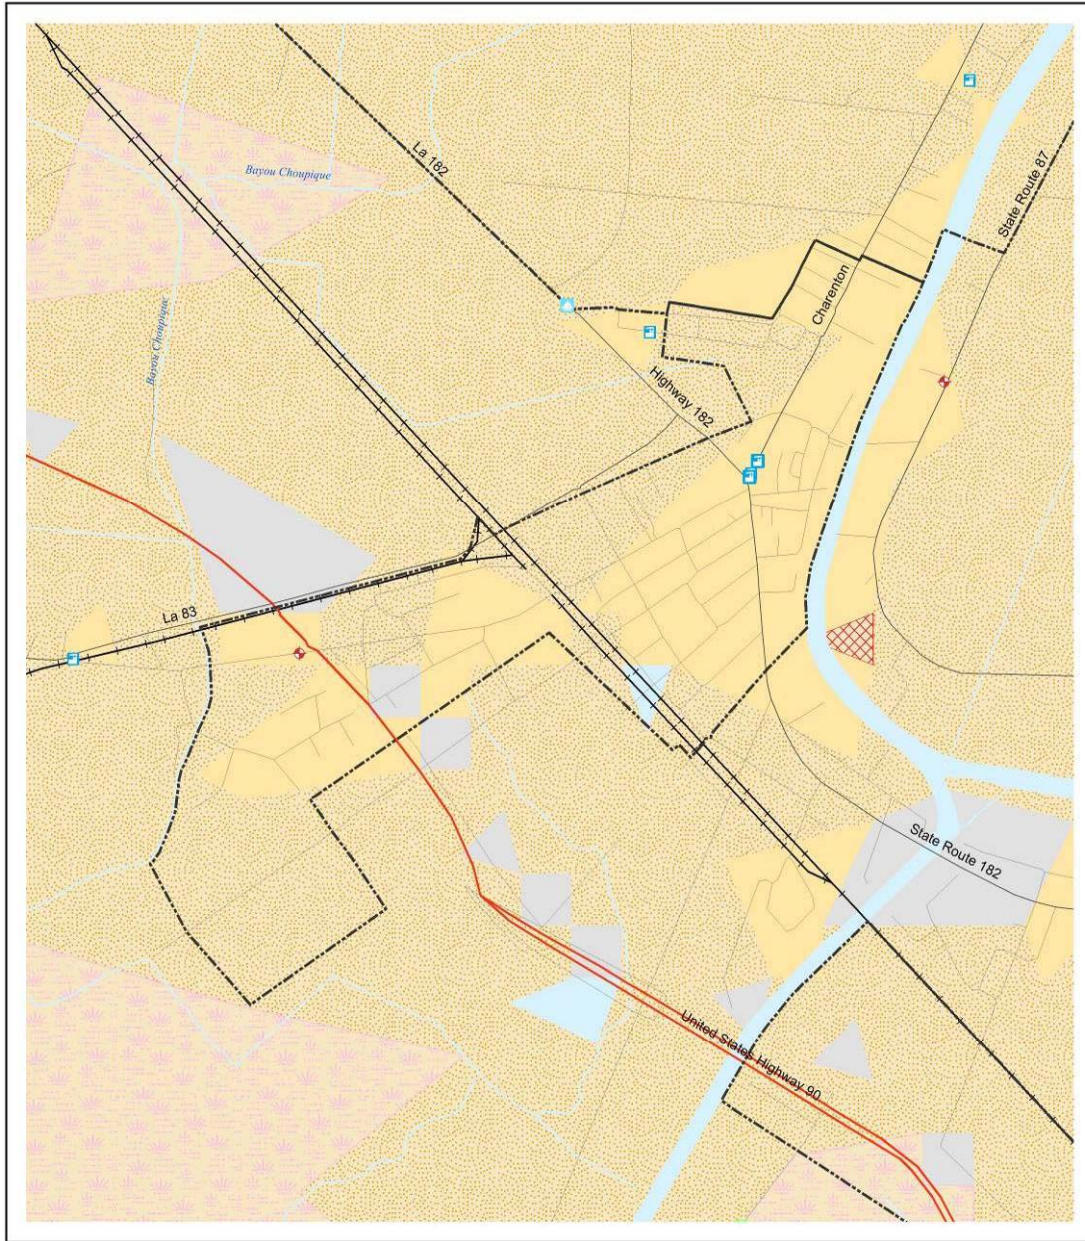 La 182
Bayou Choupique
State Route 87
Charenton
Bayou Choupique
Highway 182
La 83
State Route 182
United States Highway 90